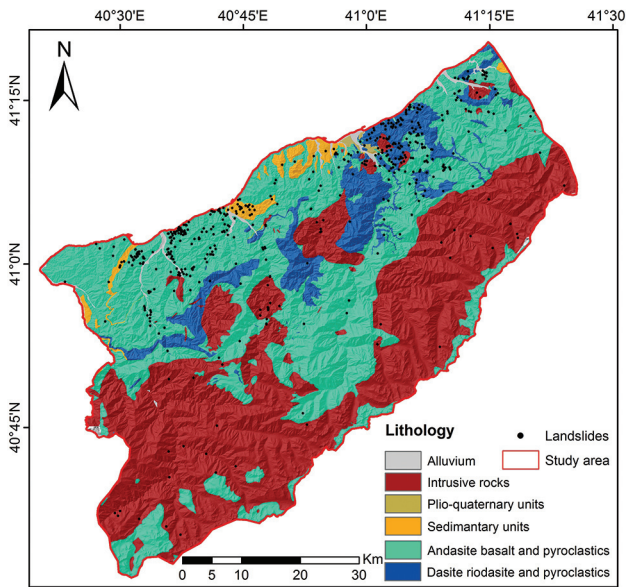 40°30'E 40°45'E 41°0'E 41°15'E 41°30'
N
41°15'N
41°0'N
40°45'N
Lithology
Landslides
Alluvium
Study area
Intrusive rocks
Plio-quaternary units
Sedimantary units
Andasite basalt and pyroclastics
Dasite riodasite and pyroclastics
Km
0 5 10 20 30